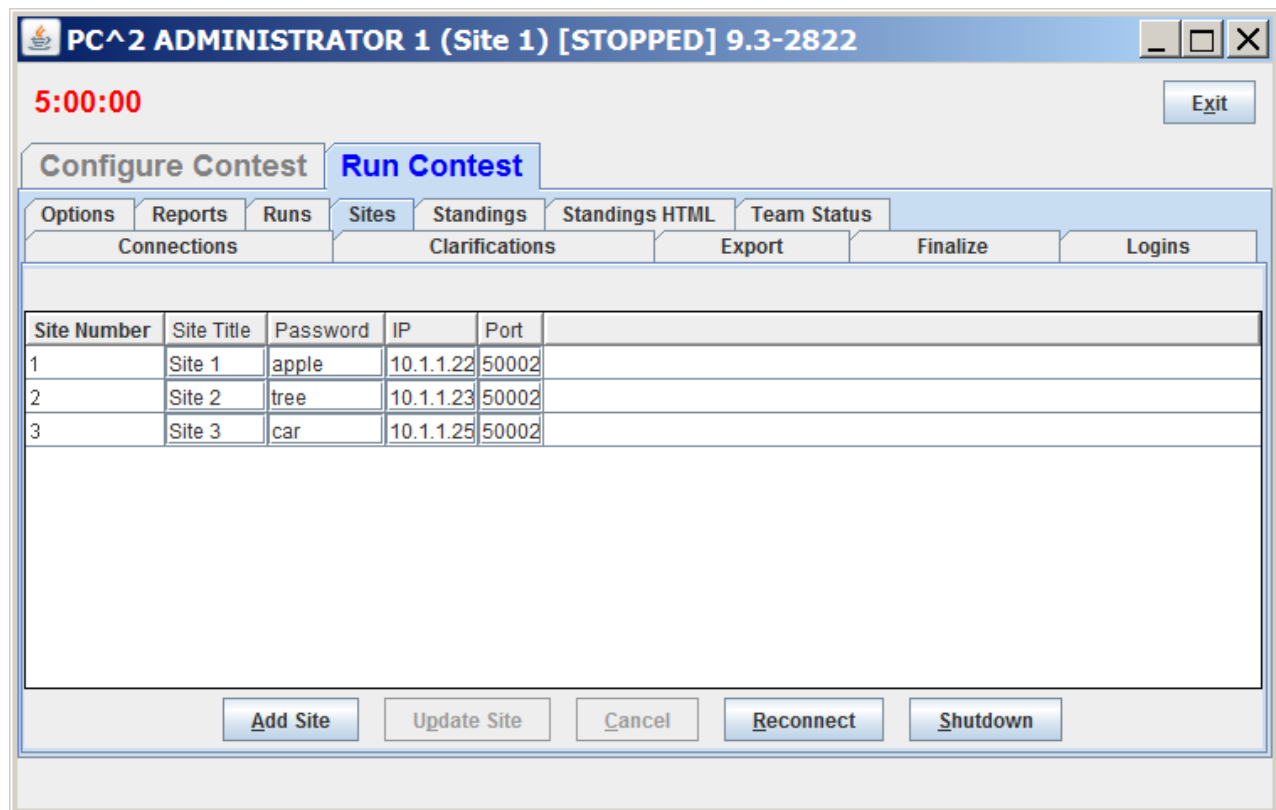 PC^2 ADMINISTRATOR 1 (Site 1) [STOPPED] 9.3-2822
5:00:00 Exit
Configure Contest Run Contest
Options Reports Runs Sites Standings Standings HTML Team Status
Connections Clarifications Export Finalize Logins
Site Number Site Title Password IP Port
1 Site 1 apple 10.1.1.22 50002
2 Site 2 tree 10.1.1.23 50002
3 Site 3 car 10.1.1.25 50002
Add Site Update Site Cancel Reconnect Shutdown